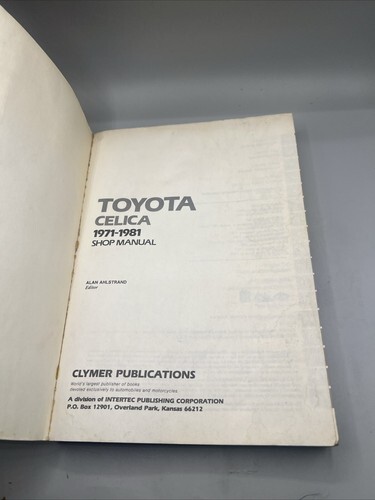 TOYOTA
CELICA
1971-1981
SHOP MANUAL
ALAN AHLSTRAND
Editor
CLYMER PUBLICATIONS
World's largest publisher of books
devoted exclusively to automobiles and motorcycles.
A division of INTERTEC PUBLISHING CORPORATION
P.O. Box 12901, Overland Park, Kansas 66212